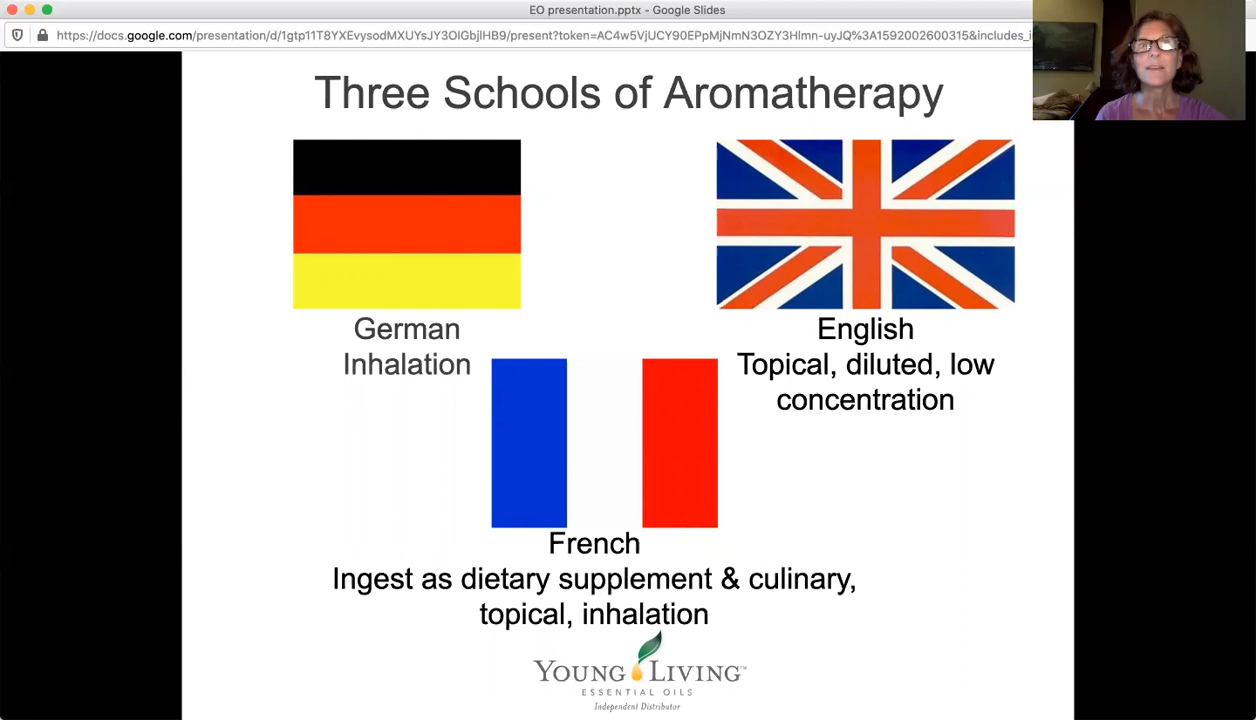 EO presentation.pptx - Google Slides
https://docs.google.com/presentation/d/1gtp11T8YXEvysodMXUYsJY3OlGbjlHB9/present?token=AC4w5VjUCY90EPpMjNmN3OZY3Hlmn-uyJQ%3A1592002600315&includes_i
Three Schools of Aromatherapy
German
Inhalation
English
Topical, diluted, low
concentration
French
Ingest as dietary supplement & culinary,
topical, inhalation
YOUNG LIVING™
ESSENTIAL OILS
Independent Distributor